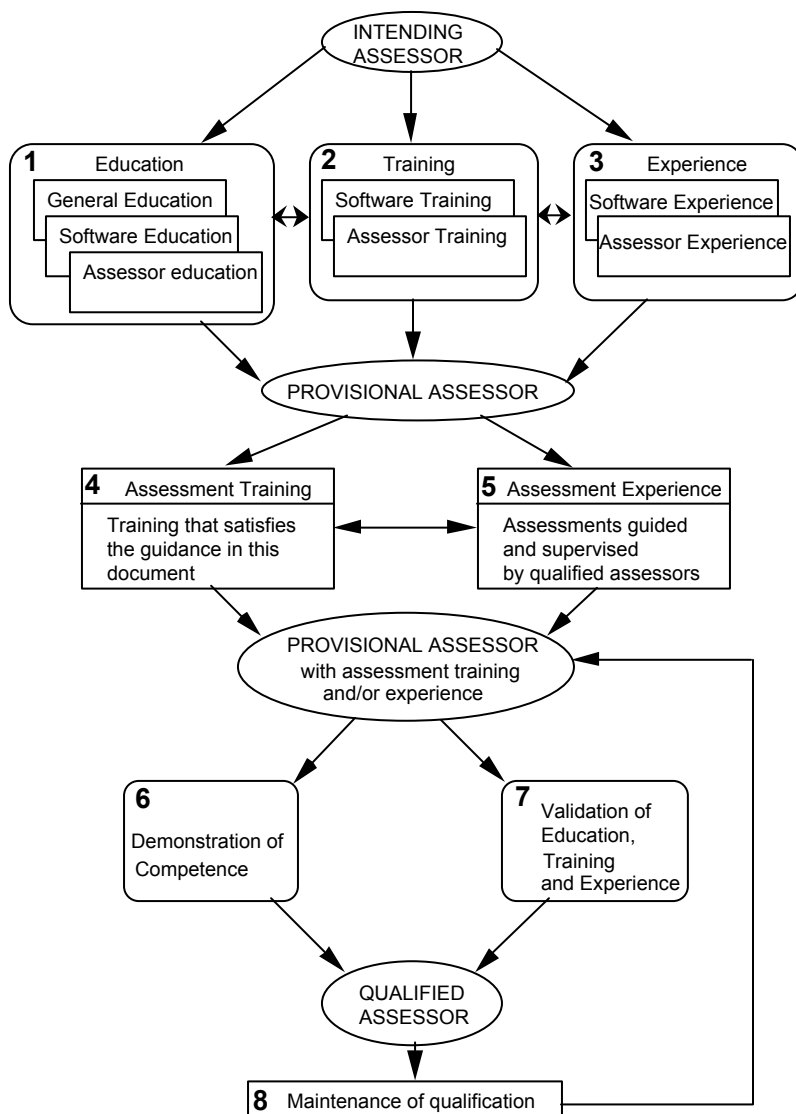 INTENDING
ASSESSOR
1 Education
General Education
Software Education
Assessor education
2 Training
Software Training
Assessor Training
3 Experience
Software Experience
Assessor Experience
PROVISIONAL ASSESSOR
4 Assessment Training
Training that satisfies
the guidance in this
document
5 Assessment Experience
Assessments guided
and supervised
by qualified assessors
PROVISIONAL ASSESSOR
with assessment training
and/or experience
6
Demonstration of
Competence
7
Validation of
Education,
Training
and Experience
QUALIFIED
ASSESSOR
8 Maintenance of qualification